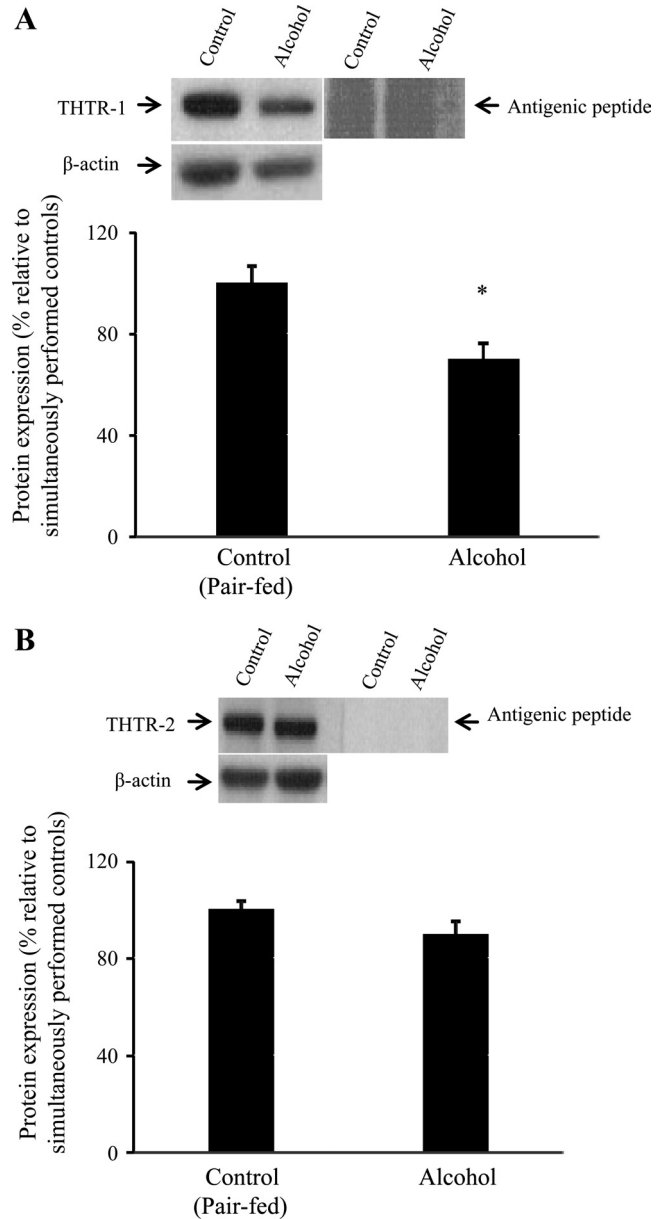 A
Control
Alcohol
Control
Alcohol
THTR-1
Antigenic peptide
β-actin
Protein expression (% relative to
simultaneously performed controls)
120
80
40
0
*
Control
(Pair-fed)
Alcohol
B
Control
Alcohol
Control
Alcohol
THTR-2
Antigenic peptide
β-actin
Protein expression (% relative to
simultaneously performed controls)
120
80
40
0
Control
(Pair-fed)
Alcohol